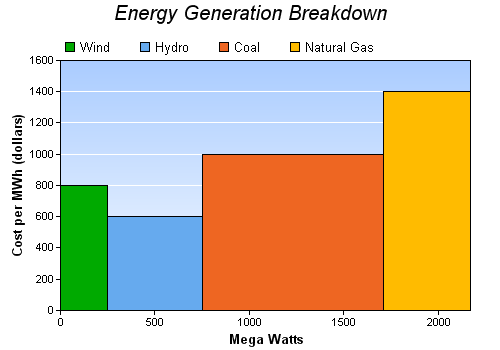 Energy Generation Breakdown
Wind Hydro Coal Natural Gas
Cost per MWh (dollars)
1600
1400
1200
1000
800
600
400
200
0
0 500 1000 1500 2000
Mega Watts